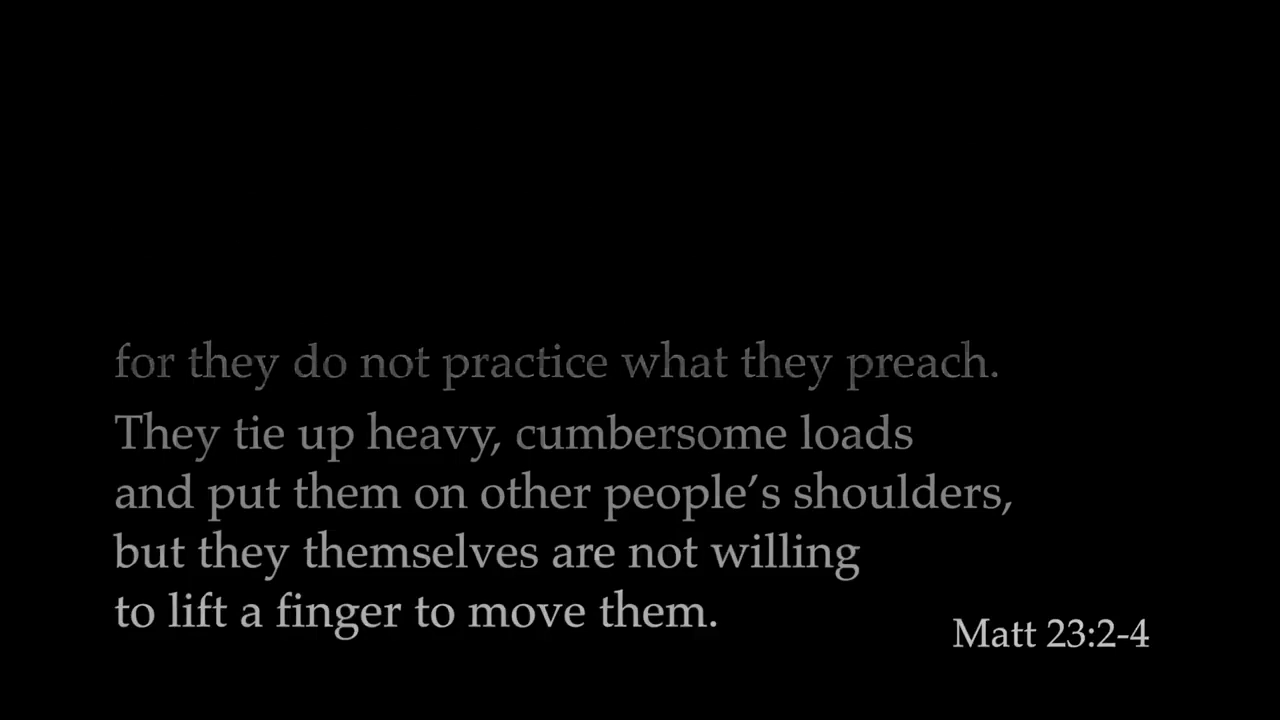 for they do not practice what they preach.
They tie up heavy, cumbersome loads
and put them on other people’s shoulders,
but they themselves are not willing
to lift a finger to move them.
Matt 23:2-4